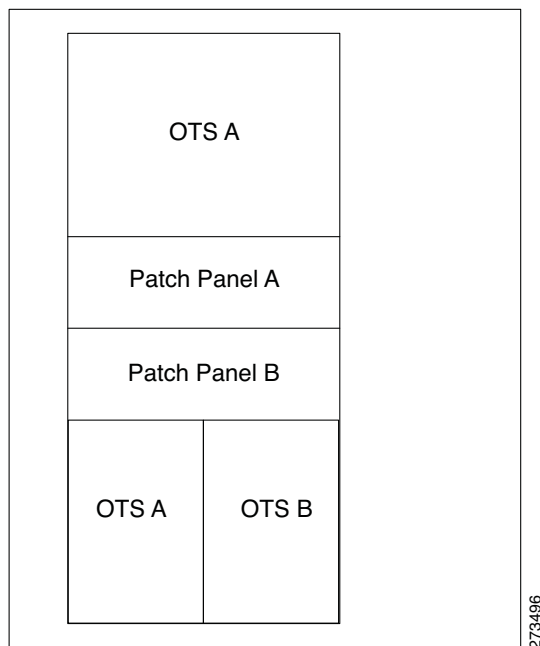 OTS A
Patch Panel A
Patch Panel B
OTS A
OTS B
273496